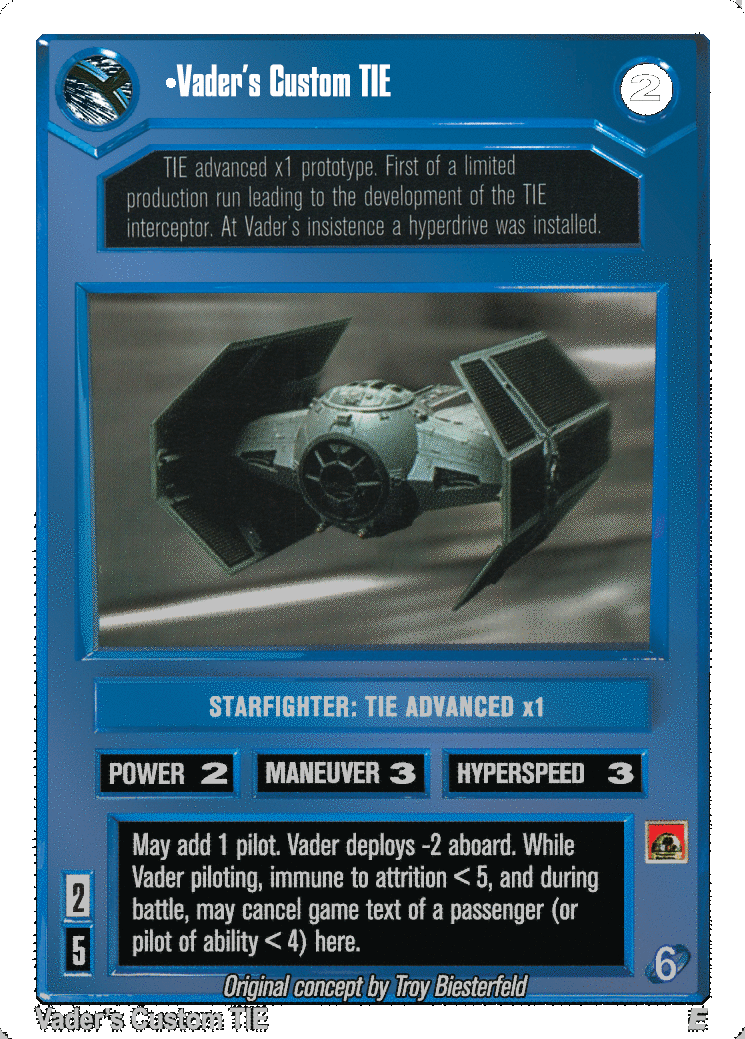 •Vader's Custom TIE
2
TIE advanced x1 prototype. First of a limited
production run leading to the development of the TIE
interceptor. At Vader's insistence a hyperdrive was installed.
STARFIGHTER: TIE ADVANCED x1
POWER 2 MANEUVER 3 HYPERSPEED 3
May add 1 pilot. Vader deploys -2 aboard. While
Vader piloting, immune to attrition < 5, and during
battle, may cancel game text of a passenger (or
pilot of ability < 4) here.
2
5
6
Original concept by Troy Biesterfeld
Vader's Custom TIE E